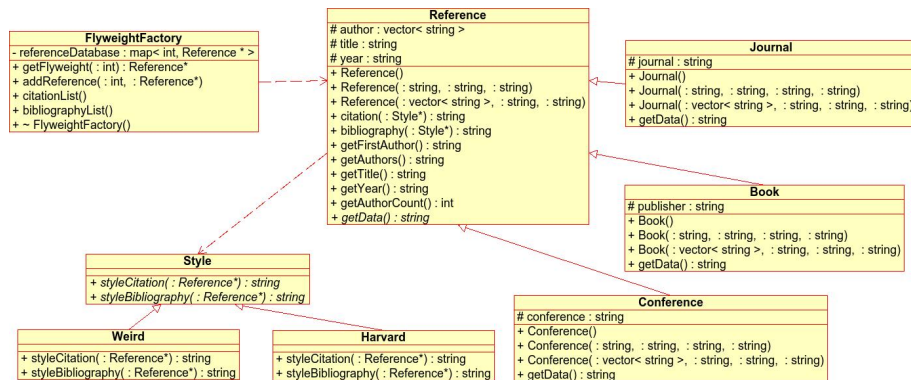 FlyweightFactory
- referenceDatabase : map< int, Reference * >
+ getFlyweight( : int) : Reference*
+ addReference( : int, : Reference*)
+ citationList()
+ bibliographyList()
+ ~ FlyweightFactory()
Reference
# author : vector< string >
# title : string
# year : string
+ Reference()
+ Reference( : string, : string, : string)
+ Reference( : vector< string >, : string, : string)
+ citation( : Style*) : string
+ bibliography( : Style*) : string
+ getFirstAuthor() : string
+ getAuthors() : string
+ getTitle() : string
+ getYear() : string
+ getAuthorCount() : int
+ getData() : string
Journal
# journal : string
+ Journal()
+ Journal( : string, : string, : string, : string)
+ Journal( : vector< string >, : string, : string, : string)
+ getData() : string
Book
# publisher : string
+ Book()
+ Book( : string, : string, : string, : string)
+ Book( : vector< string >, : string, : string, : string)
+ getData() : string
Style
+ styleCitation( : Reference*) : string
+ styleBibliography( : Reference*) : string
Weird
+ styleCitation( : Reference*) : string
+ styleBibliography( : Reference*) : string
Harvard
+ styleCitation( : Reference*) : string
+ styleBibliography( : Reference*) : string
Conference
# conference : string
+ Conference()
+ Conference( : string, : string, : string, : string)
+ Conference( : vector< string >, : string, : string, : string)
+ getData() : string